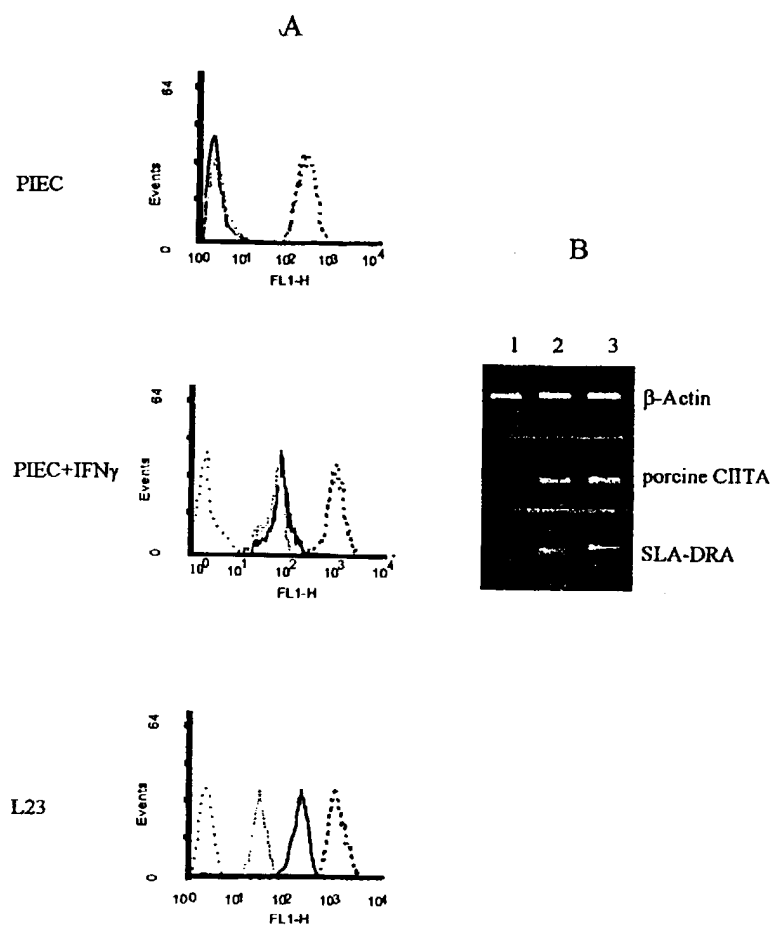 A
PIEC
64
Events
0
10^0 10^1 10^2 10^3 10^4
FL1-H
PIEC+IFNγ
64
Events
0
10^0 10^1 10^2 10^3 10^4
FL1-H
L23
64
Events
0
10^0 10^1 10^2 10^3 10^4
FL1-H
B
1 2 3
β-Actin
porcine CIITA
SLA-DRA